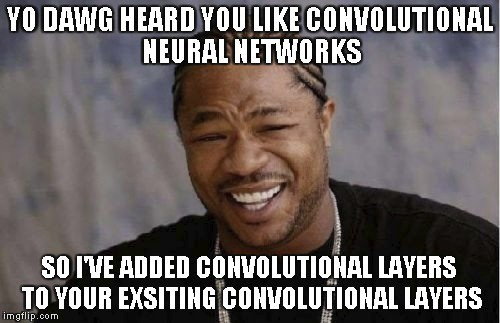 YO DAWG HEARD YOU LIKE CONVOLUTIONAL
NEURAL NETWORKS
SO I'VE ADDED CONVOLUTIONAL LAYERS
TO YOUR EXSITING CONVOLUTIONAL LAYERS
imgflip.com